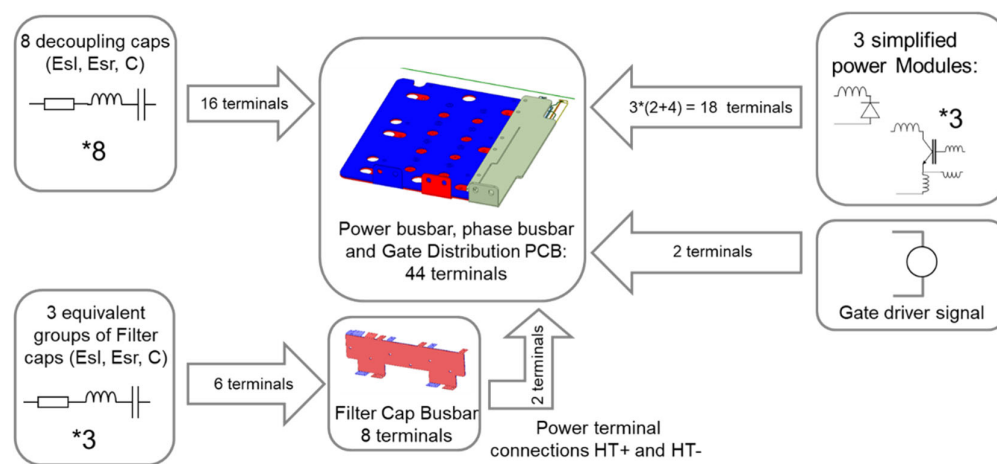 8 decoupling caps
(Esl, Esr, C)
*8
16 terminals
Power busbar, phase busbar
and Gate Distribution PCB:
44 terminals
3*(2+4) = 18 terminals
3 simplified
power Modules:
*3
2 terminals
Gate driver signal
3 equivalent
groups of Filter
caps (Esl, Esr, C)
*3
6 terminals
Filter Cap Busbar
8 terminals
2 terminals
Power terminal
connections HT+ and HT-